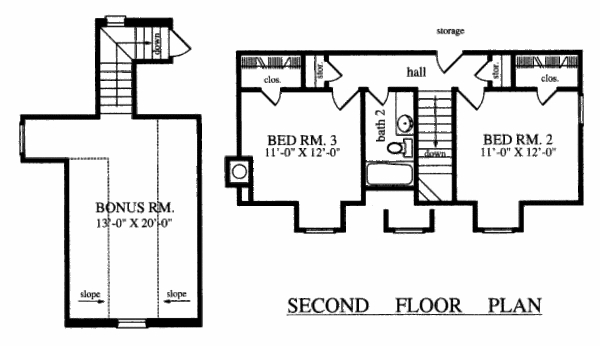 storage
down
clos.
stor.
hall
stor.
clos.
bath 2
BED RM. 3
11'-0" X 12'-0"
down
BED RM. 2
11'-0" X 12'-0"
BONUS RM.
13'-0" X 20'-0"
slope
slope
SECOND FLOOR PLAN